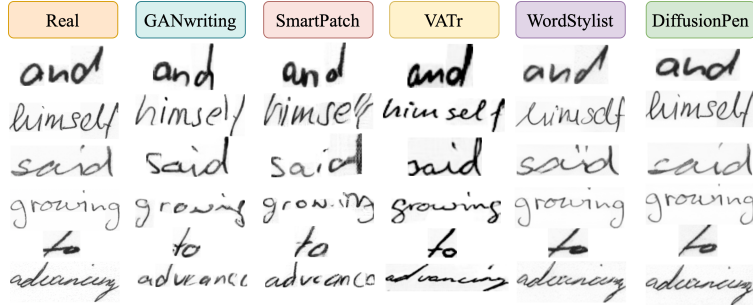 Real GANwriting SmartPatch VATr WordStylist DiffusionPen
and and and and and and
himself himself himself himself himself himself
said said said said said said
growing growing growing growing growing growing
to to to to to to
advancing advance advance advancing advancing advancing